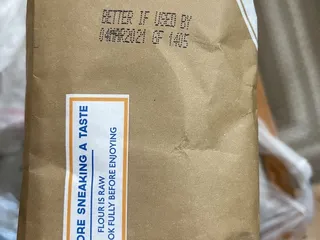 BETTER IF USED BY
04MAR2021 GF 1405
ORE SNEAKING A TASTE
FLOUR IS RAW
OK FULLY BEFORE ENJOYING